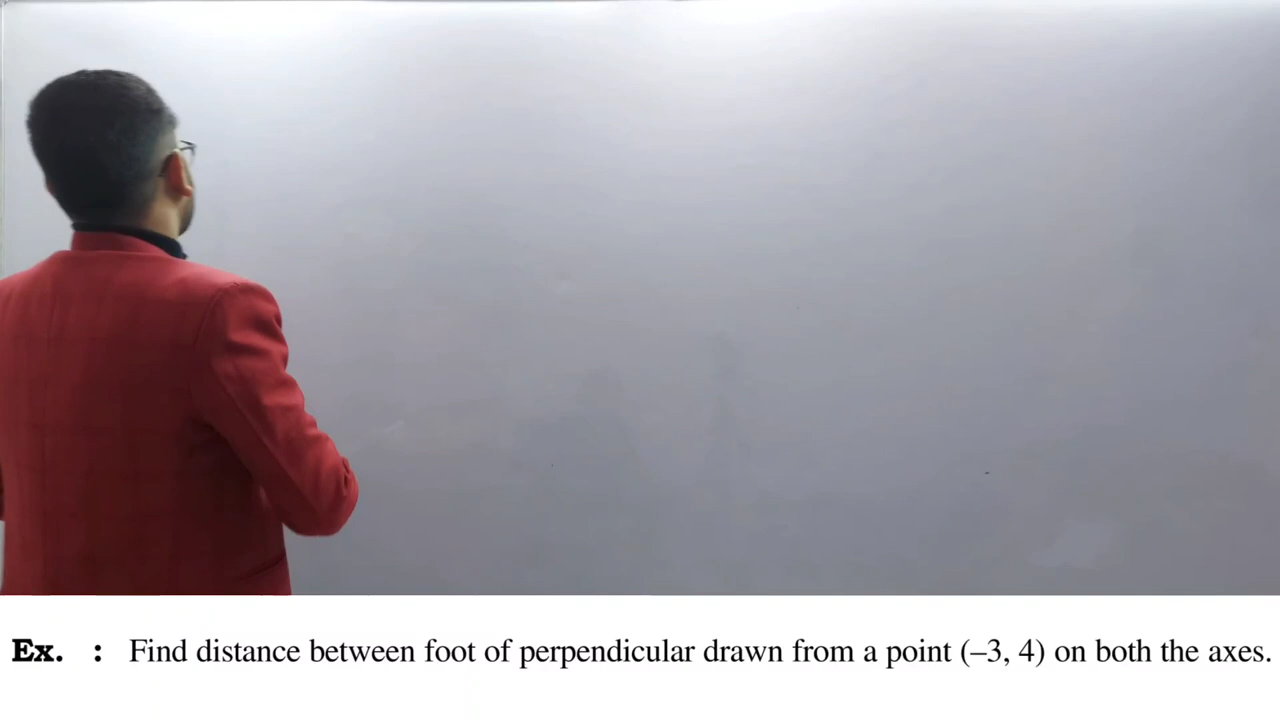 Ex. : Find distance between foot of perpendicular drawn from a point (–3, 4) on both the axes.